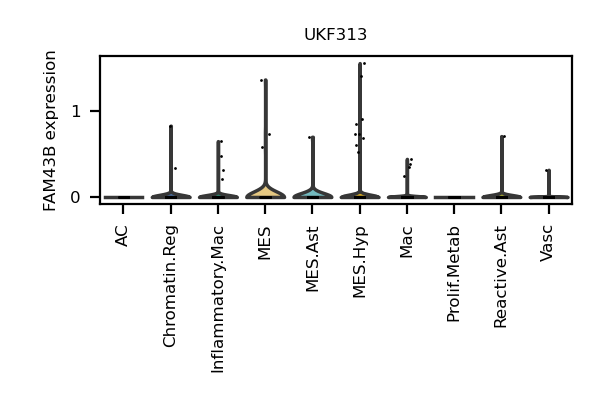 UKF313
FAM43B expression
1
0
AC
Chromatin.Reg
Inflammatory.Mac
MES
MES.Ast
MES.Hyp
Mac
Prolif.Metab
Reactive.Ast
Vasc